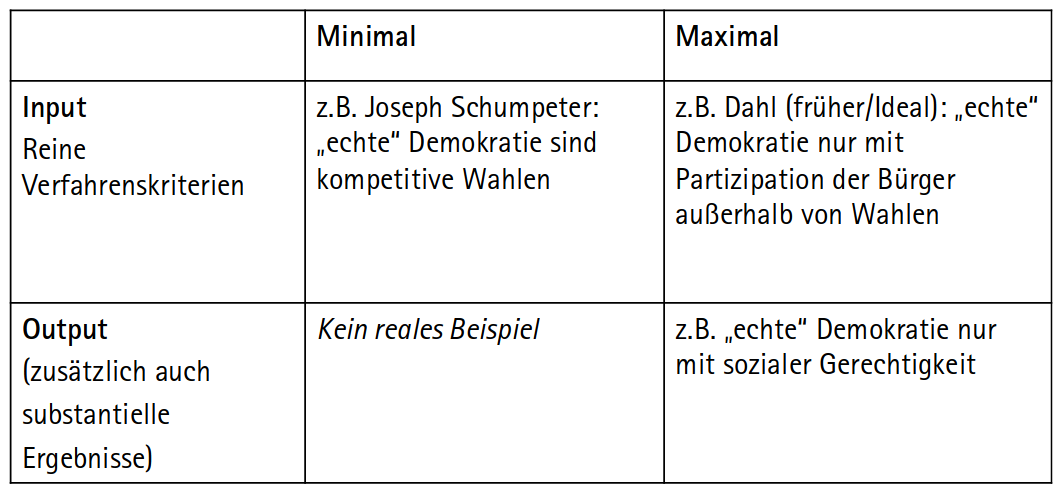 Minimal
Maximal
Input
Reine
Verfahrenskriterien
z.B. Joseph Schumpeter:
„echte“ Demokratie sind
kompetitive Wahlen
z.B. Dahl (früher/Ideal): „echte“
Demokratie nur mit
Partizipation der Bürger
außerhalb von Wahlen
Output
(zusätzlich auch
substantielle
Ergebnisse)
Kein reales Beispiel
z.B. „echte“ Demokratie nur
mit sozialer Gerechtigkeit